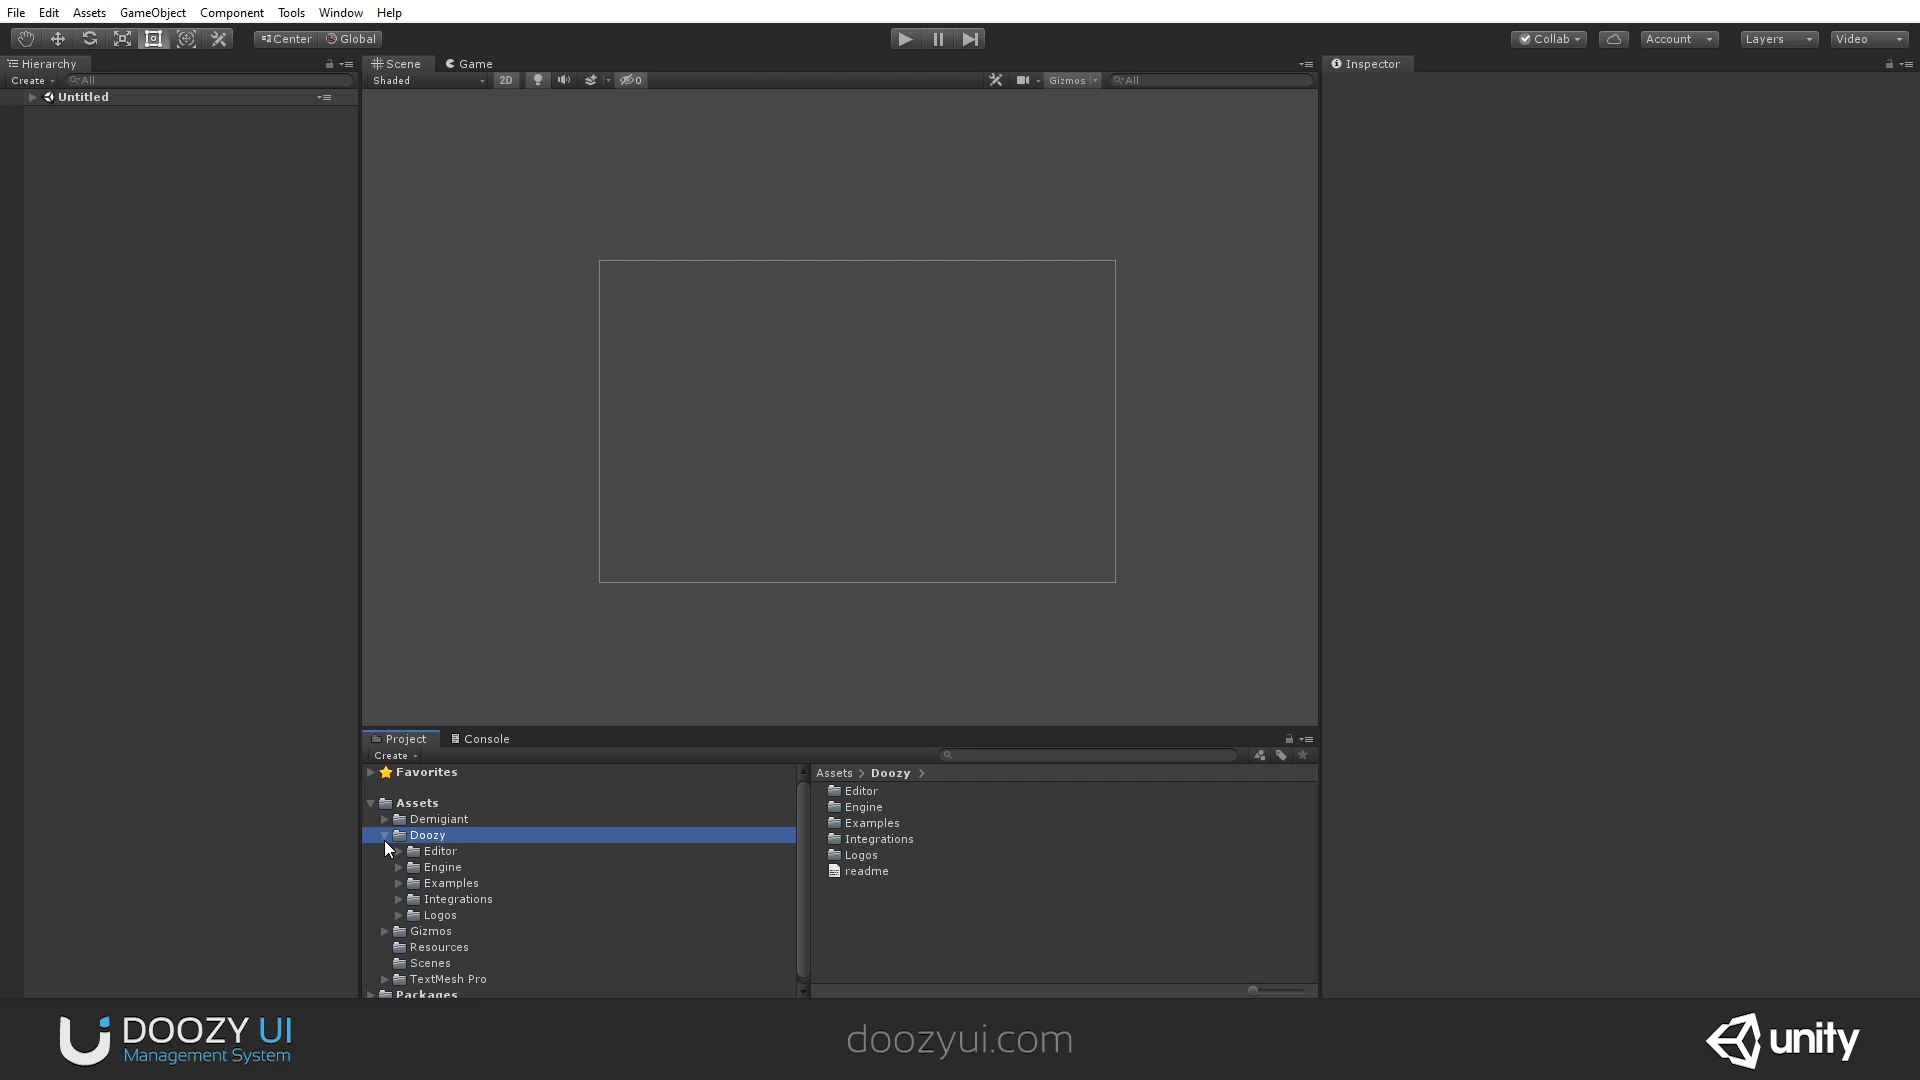 File Edit Assets GameObject Component Tools Window Help
Center Global Collab Account Layers Video
Hierarchy
Create All
Untitled
Scene Game
Shaded 2D 0 Gizmos All
Inspector
Project Console
Create
Favorites
Assets
Demigiant
Doozy
Editor
Engine
Examples
Integrations
Logos
Gizmos
Resources
Scenes
TextMesh Pro
Packages
Assets > Doozy >
Editor
Engine
Examples
Integrations
Logos
readme
DOOZY UI
Management System
doozyui.com
unity